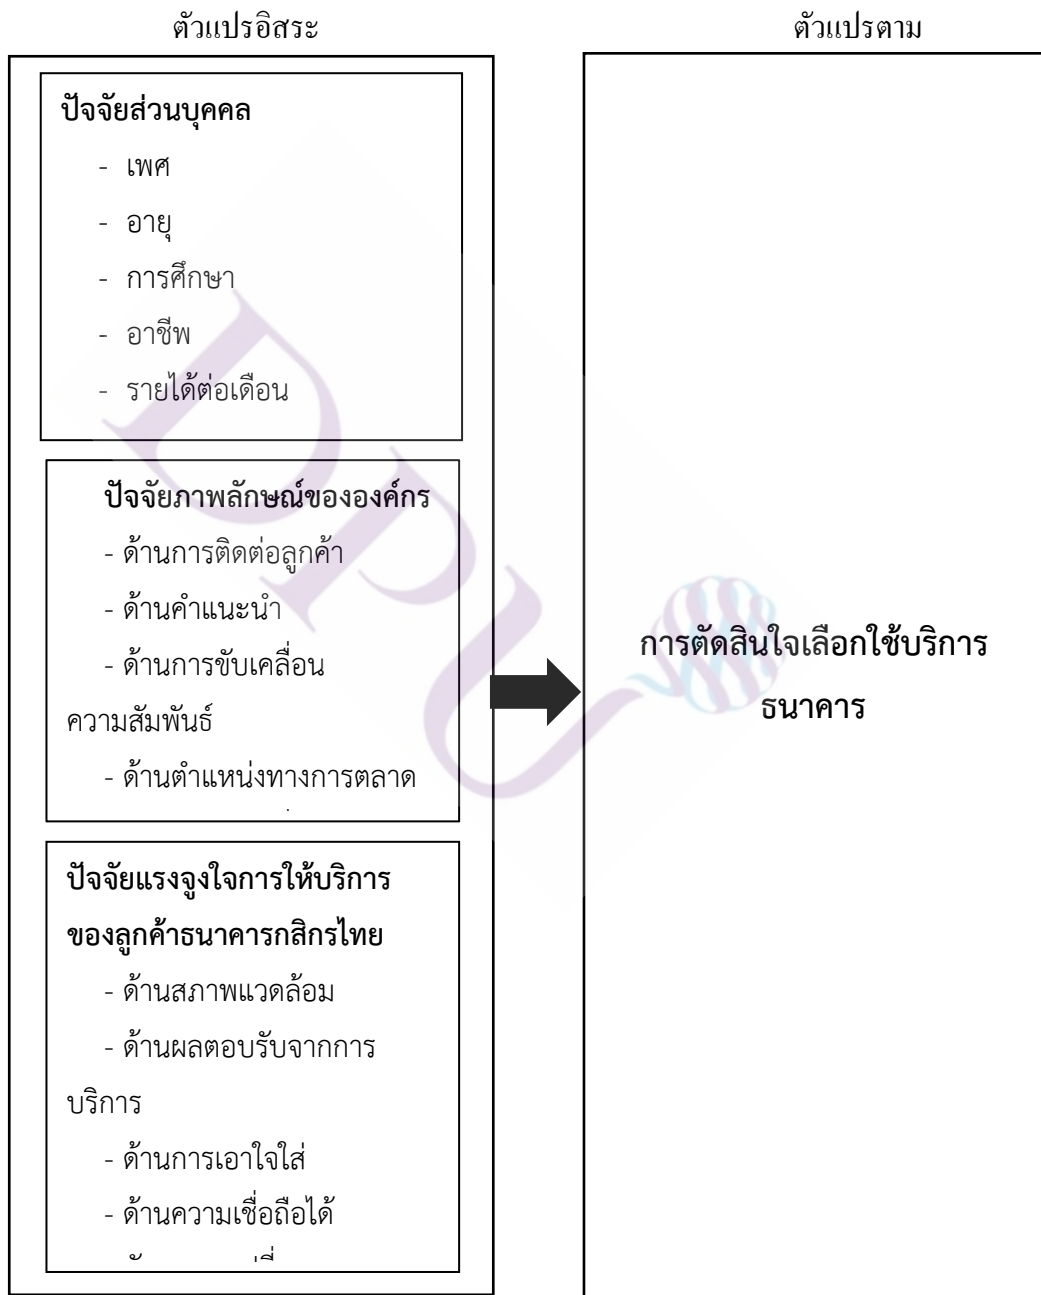 ตัวแปรอิสระ
ตัวแปรตาม
ปัจจัยส่วนบุคคล
- เพศ
- อายุ
- การศึกษา
- อาชีพ
- รายได้ต่อเดือน
ปัจจัยภาพลักษณ์ขององค์กร
- ด้านการติดต่อลูกค้า
- ด้านคำแนะนำ
- ด้านการขับเคลื่อน
ความสัมพันธ์
- ด้านตำแหน่งทางการตลาด
ปัจจัยแรงจูงใจการให้บริการ
ของลูกค้าธนาคารกสิกรไทย
- ด้านสภาพแวดล้อม
- ด้านผลตอบรับจากการ
บริการ
- ด้านการเอาใจใส่
- ด้านความเชื่อถือได้
การตัดสินใจเลือกใช้บริการ
ธนาคาร
DPU